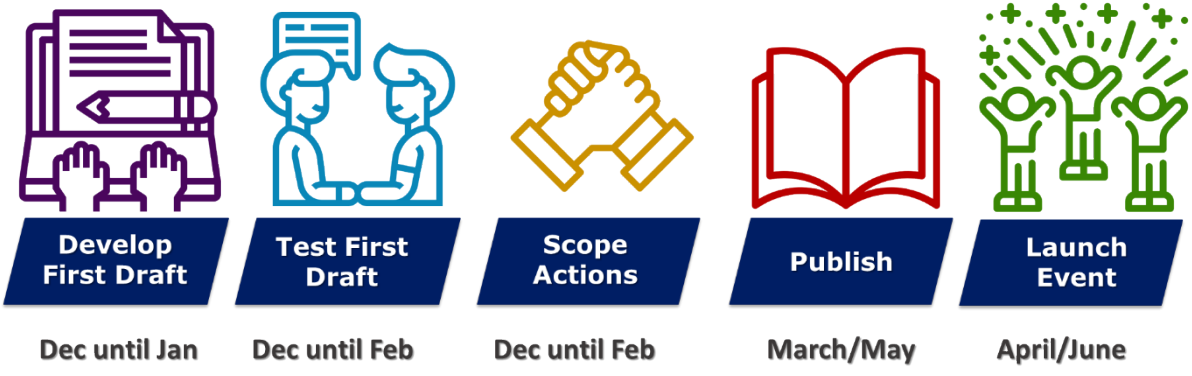 Develop
First Draft
Test First
Draft
Scope
Actions
Publish
Launch
Event
Dec until Jan
Dec until Feb
Dec until Feb
March/May
April/June